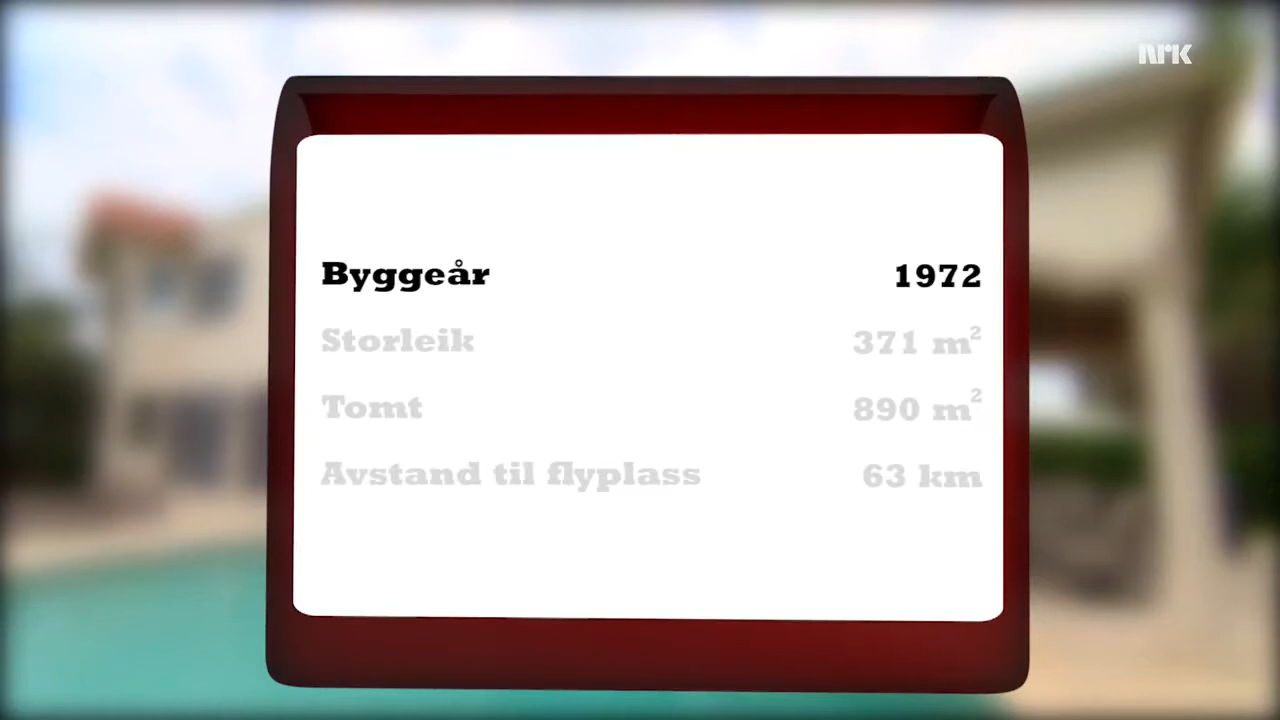 nrk
Byggeår 1972
Storleik 371 m²
Tomt 890 m²
Avstand til flyplass 63 km